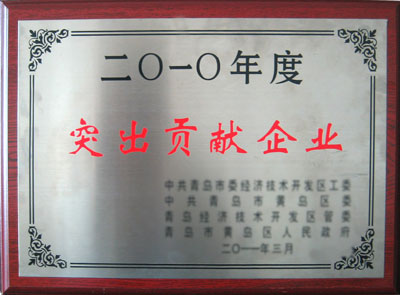 二〇一〇年度
突出贡献企业
中共青岛市委经济技术开发区工委
中共青岛市黄岛区委
青岛经济技术开发区管委
青岛市黄岛区人民政府
二〇一一年三月